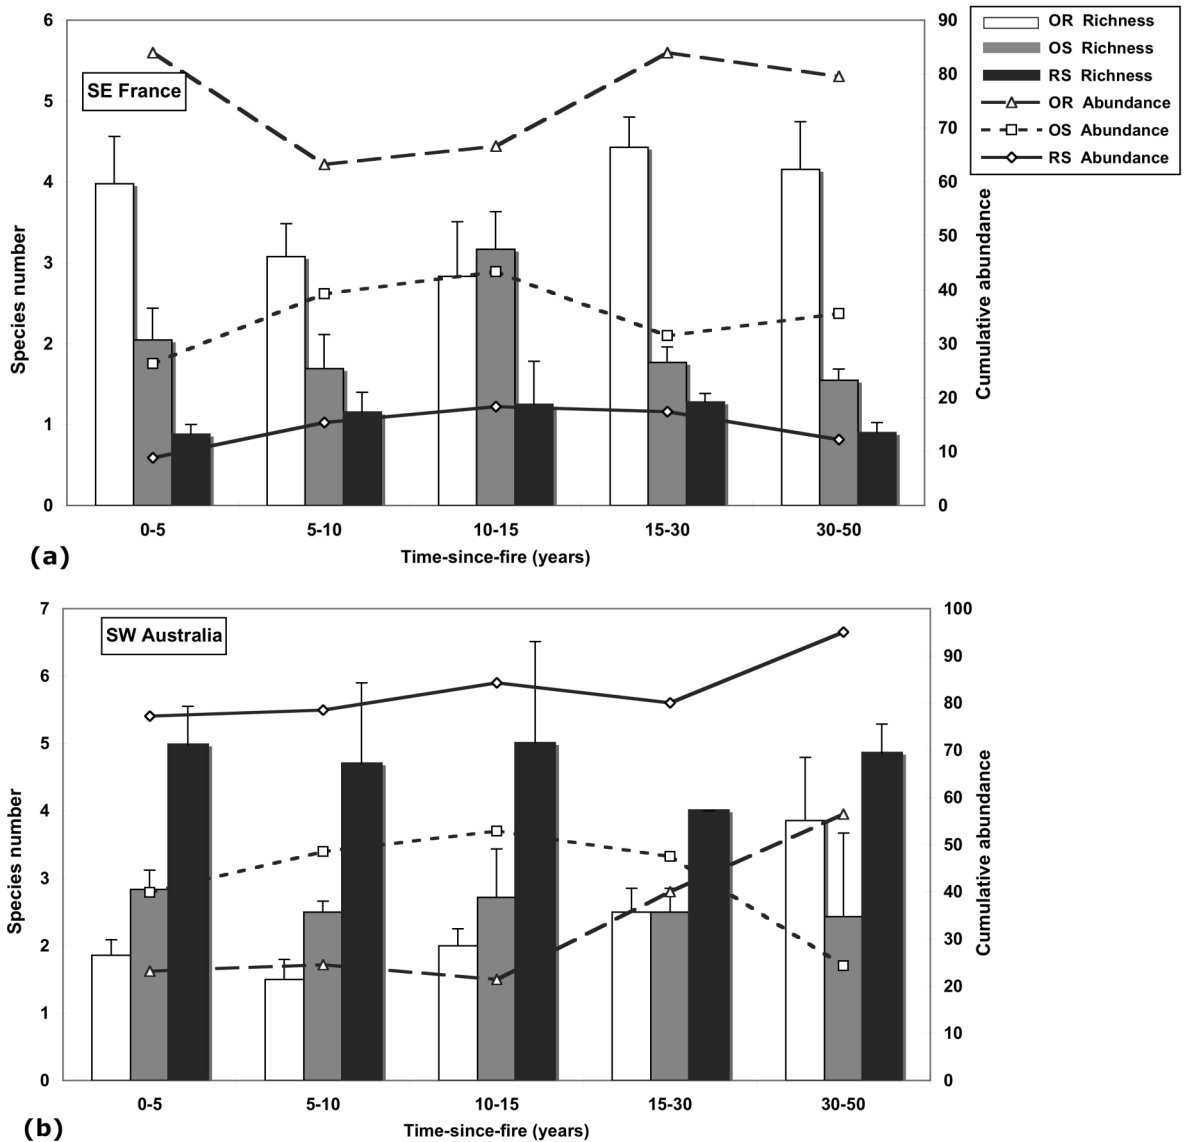 6
5
4
3
2
1
0
Species number
SE France
90
80
70
60
50
40
30
20
10
0
Cumulative abundance
OR Richness
OS Richness
RS Richness
OR Abundance
OS Abundance
RS Abundance
0-5 5-10 10-15 15-30 30-50
Time-since-fire (years)
(a)
7
6
5
4
3
2
1
0
Species number
SW Australia
100
90
80
70
60
50
40
30
20
10
0
Cumulative abundance
0-5 5-10 10-15 15-30 30-50
Time-since-fire (years)
(b)